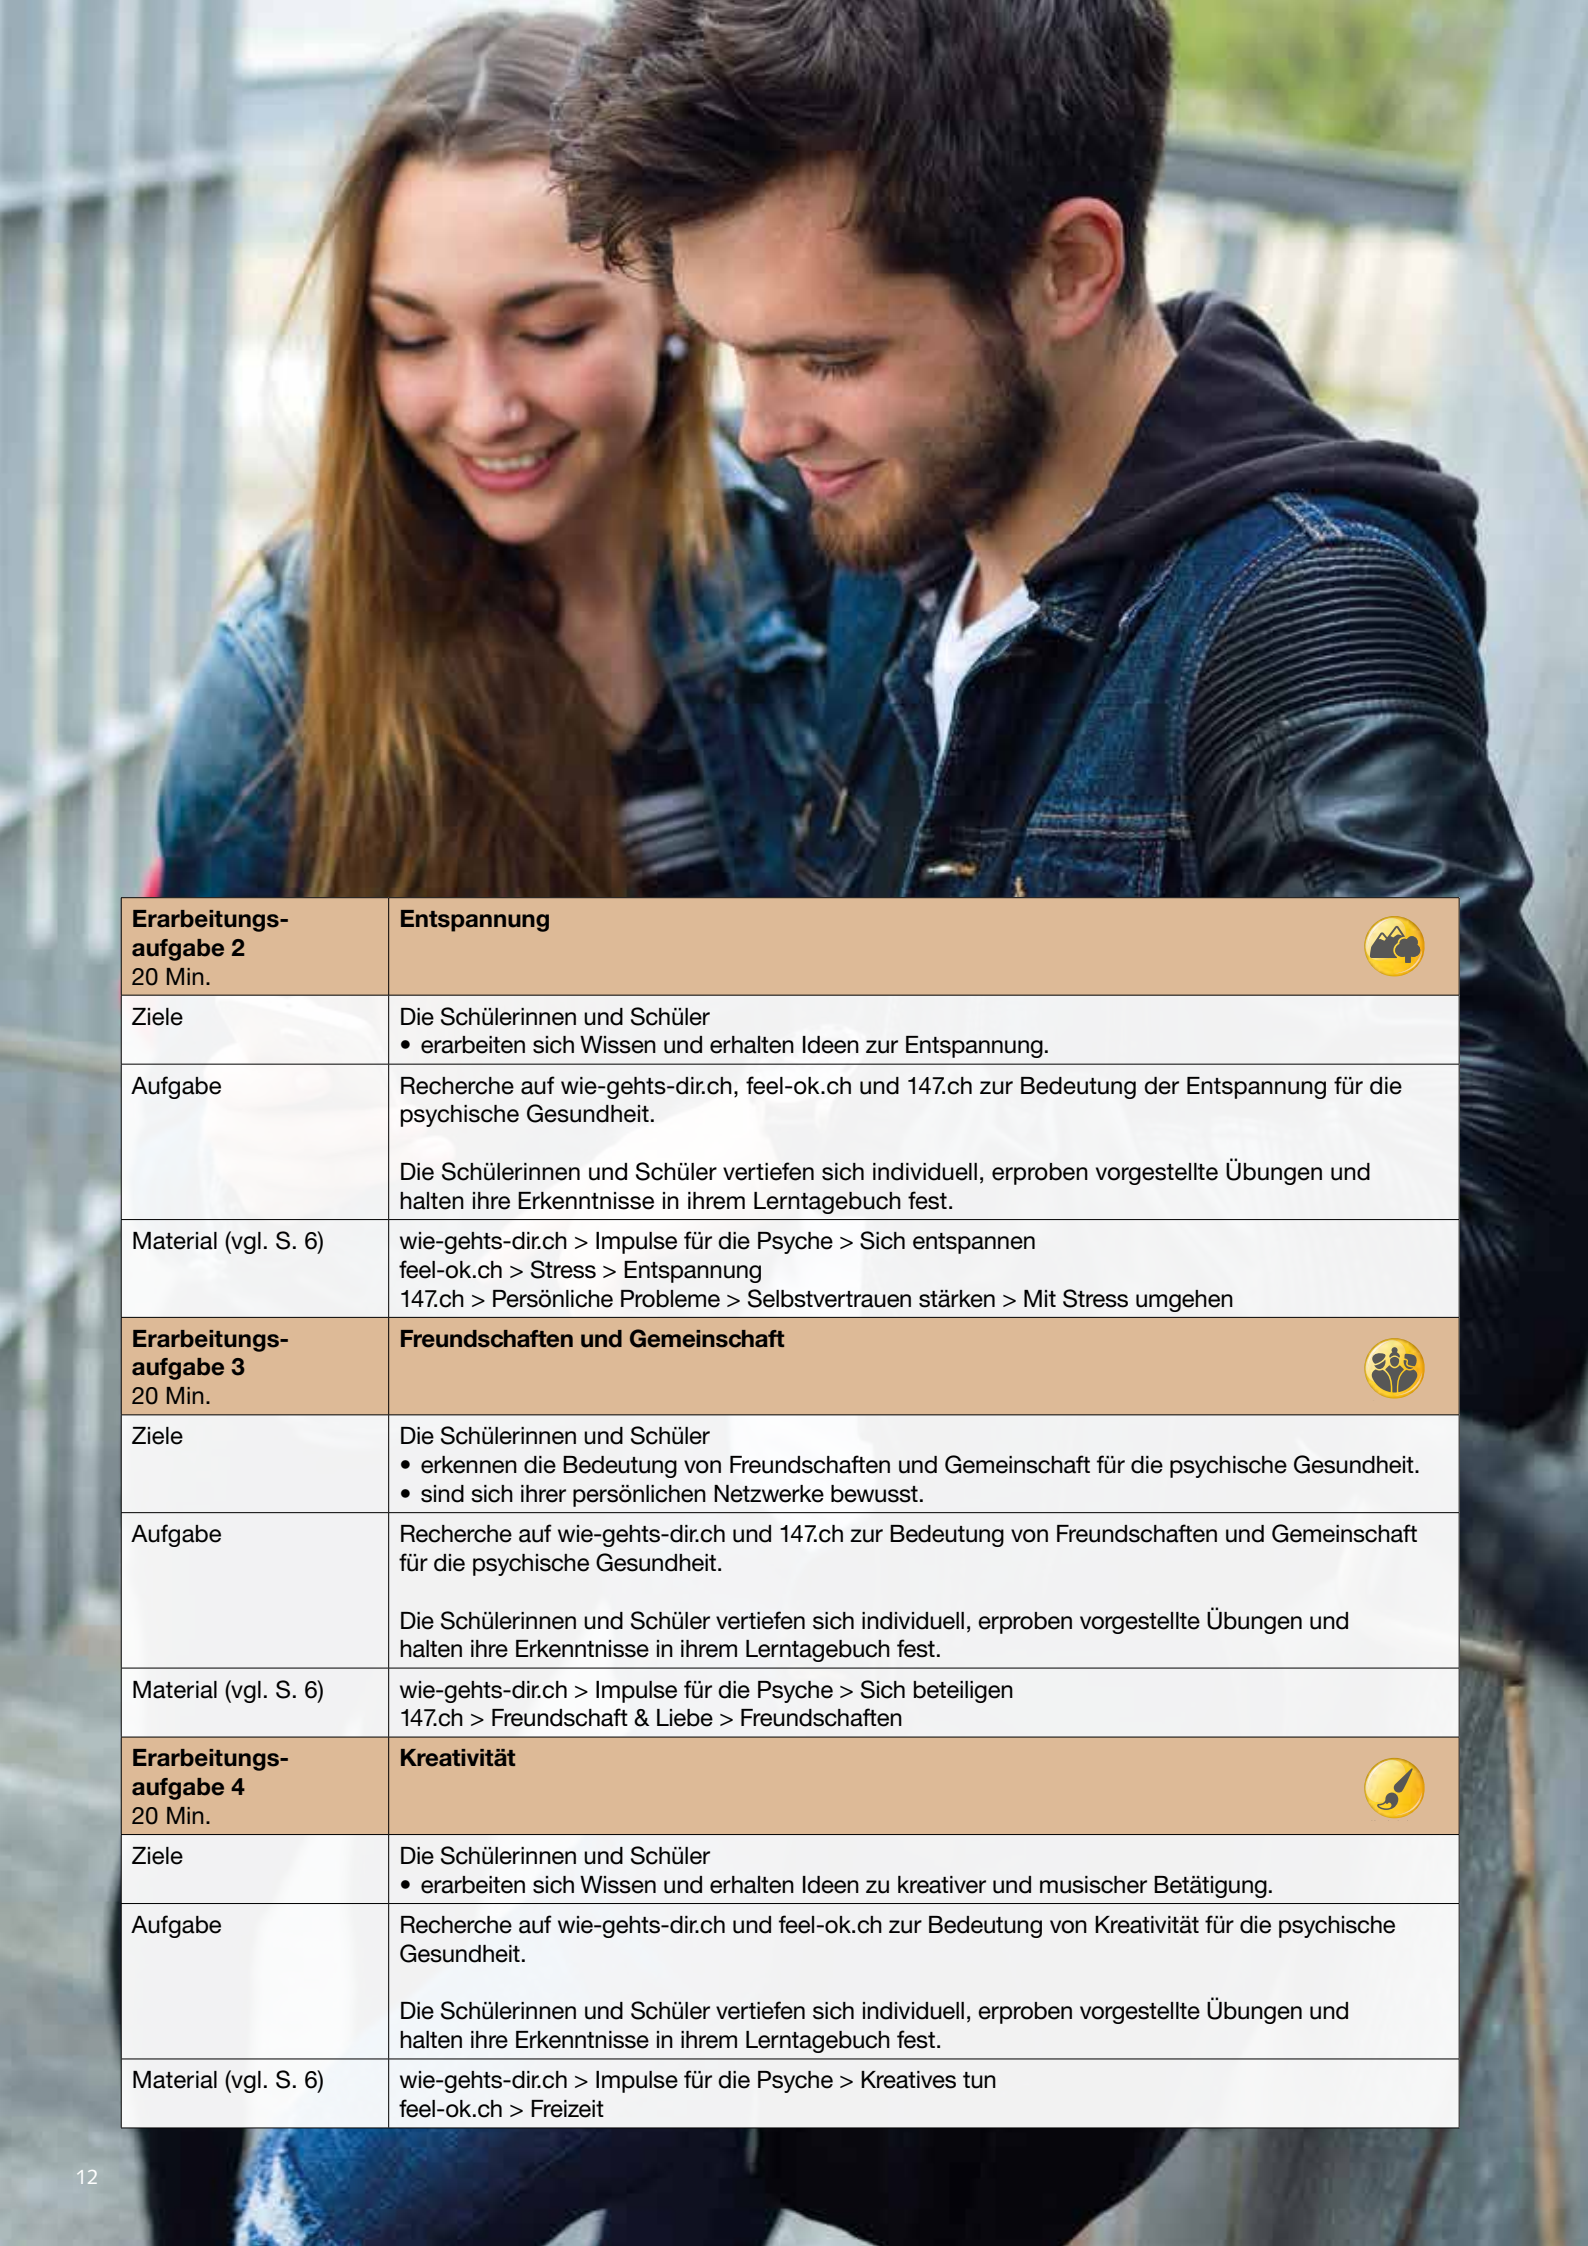 Erarbeitungs-
aufgabe 2
20 Min.
Entspannung
Ziele
Die Schülerinnen und Schüler
• erarbeiten sich Wissen und erhalten Ideen zur Entspannung.
Aufgabe
Recherche auf wie-gehts-dir.ch, feel-ok.ch und 147.ch zur Bedeutung der Entspannung für die
psychische Gesundheit.
Die Schülerinnen und Schüler vertiefen sich individuell, erproben vorgestellte Übungen und
halten ihre Erkenntnisse in ihrem Lerntagebuch fest.
Material (vgl. S. 6)
wie-gehts-dir.ch > Impulse für die Psyche > Sich entspannen
feel-ok.ch > Stress > Entspannung
147.ch > Persönliche Probleme > Selbstvertrauen stärken > Mit Stress umgehen
Erarbeitungs-
aufgabe 3
20 Min.
Freundschaften und Gemeinschaft
Ziele
Die Schülerinnen und Schüler
• erkennen die Bedeutung von Freundschaften und Gemeinschaft für die psychische Gesundheit.
• sind sich ihrer persönlichen Netzwerke bewusst.
Aufgabe
Recherche auf wie-gehts-dir.ch und 147.ch zur Bedeutung von Freundschaften und Gemeinschaft
für die psychische Gesundheit.
Die Schülerinnen und Schüler vertiefen sich individuell, erproben vorgestellte Übungen und
halten ihre Erkenntnisse in ihrem Lerntagebuch fest.
Material (vgl. S. 6)
wie-gehts-dir.ch > Impulse für die Psyche > Sich beteiligen
147.ch > Freundschaft & Liebe > Freundschaften
Erarbeitungs-
aufgabe 4
20 Min.
Kreativität
Ziele
Die Schülerinnen und Schüler
• erarbeiten sich Wissen und erhalten Ideen zu kreativer und musischer Betätigung.
Aufgabe
Recherche auf wie-gehts-dir.ch und feel-ok.ch zur Bedeutung von Kreativität für die psychische
Gesundheit.
Die Schülerinnen und Schüler vertiefen sich individuell, erproben vorgestellte Übungen und
halten ihre Erkenntnisse in ihrem Lerntagebuch fest.
Material (vgl. S. 6)
wie-gehts-dir.ch > Impulse für die Psyche > Kreatives tun
feel-ok.ch > Freizeit
12